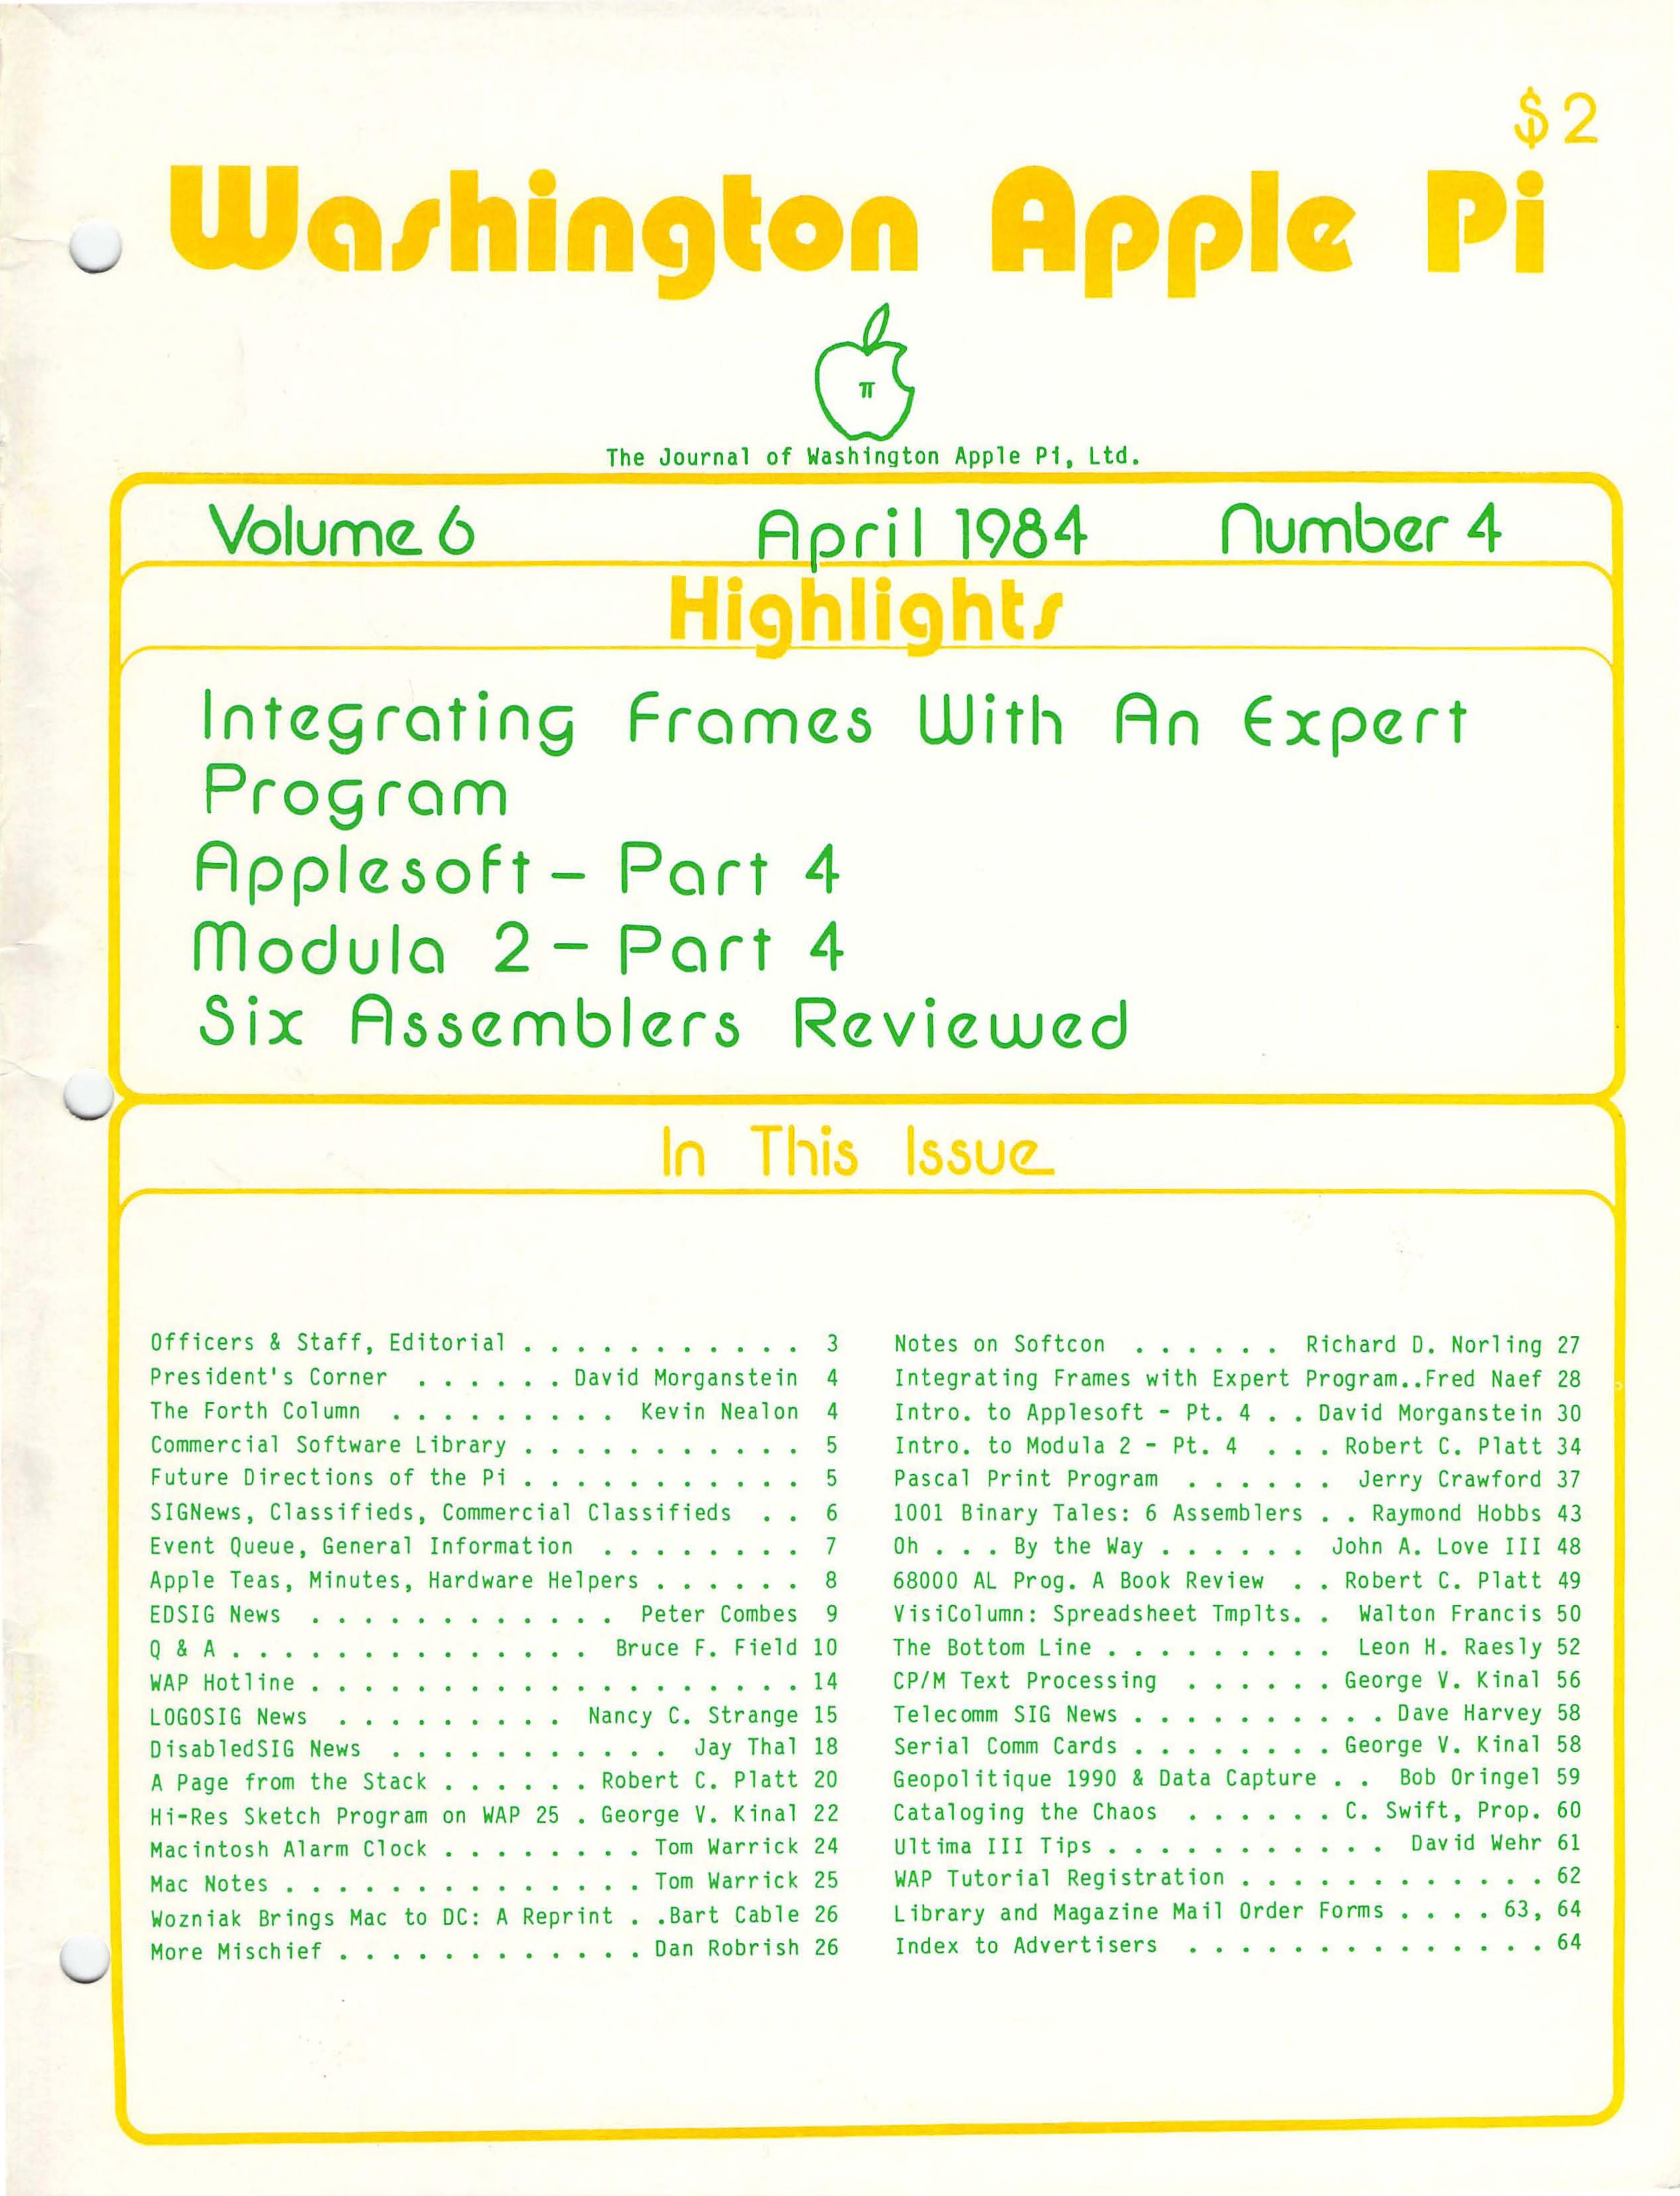 $2
Washington Apple Pi
π
The Journal of Washington Apple Pi, Ltd.
Volume 6 April 1984 Number 4
Highlights
Integrating Frames With An Expert
Program
Applesoft – Part 4
Modula 2 – Part 4
Six Assemblers Reviewed
In This Issue
Officers & Staff, Editorial . . . . . . . . . . . 3
President's Corner . . . . . . David Morganstein 4
The Forth Column . . . . . . . . . Kevin Nealon 4
Commercial Software Library . . . . . . . . . . . 5
Future Directions of the Pi . . . . . . . . . . . 5
SIGNews, Classifieds, Commercial Classifieds . . 6
Event Queue, General Information . . . . . . . . 7
Apple Teas, Minutes, Hardware Helpers . . . . . . 8
EDSIG News . . . . . . . . . . . . Peter Combes 9
Q & A . . . . . . . . . . . . . . Bruce F. Field 10
WAP Hotline . . . . . . . . . . . . . . . . . . . 14
LOGOSIG News . . . . . . . . . Nancy C. Strange 15
DisabledSIG News . . . . . . . . . . . Jay Thal 18
A Page from the Stack . . . . . . Robert C. Platt 20
Hi-Res Sketch Program on WAP 25 . George V. Kinal 22
Macintosh Alarm Clock . . . . . . . . Tom Warrick 24
Mac Notes . . . . . . . . . . . . . . Tom Warrick 25
Wozniak Brings Mac to DC: A Reprint . .Bart Cable 26
More Mischief . . . . . . . . . . . . Dan Robrish 26
Notes on Softcon . . . . . . Richard D. Norling 27
Integrating Frames with Expert Program..Fred Naef 28
Intro. to Applesoft - Pt. 4 . . David Morganstein 30
Intro. to Modula 2 - Pt. 4 . . . Robert C. Platt 34
Pascal Print Program . . . . . . Jerry Crawford 37
1001 Binary Tales: 6 Assemblers . . Raymond Hobbs 43
Oh . . . By the Way . . . . . . John A. Love III 48
68000 AL Prog. A Book Review . . Robert C. Platt 49
VisiColumn: Spreadsheet Tmplts. . Walton Francis 50
The Bottom Line . . . . . . . . . Leon H. Raesly 52
CP/M Text Processing . . . . . . George V. Kinal 56
Telecomm SIG News . . . . . . . . . . Dave Harvey 58
Serial Comm Cards . . . . . . . . George V. Kinal 58
Geopolitique 1990 & Data Capture . . Bob Oringel 59
Cataloging the Chaos . . . . . . C. Swift, Prop. 60
Ultima III Tips . . . . . . . . . . . David Wehr 61
WAP Tutorial Registration . . . . . . . . . . . . 62
Library and Magazine Mail Order Forms . . . . 63, 64
Index to Advertisers . . . . . . . . . . . . . . 64